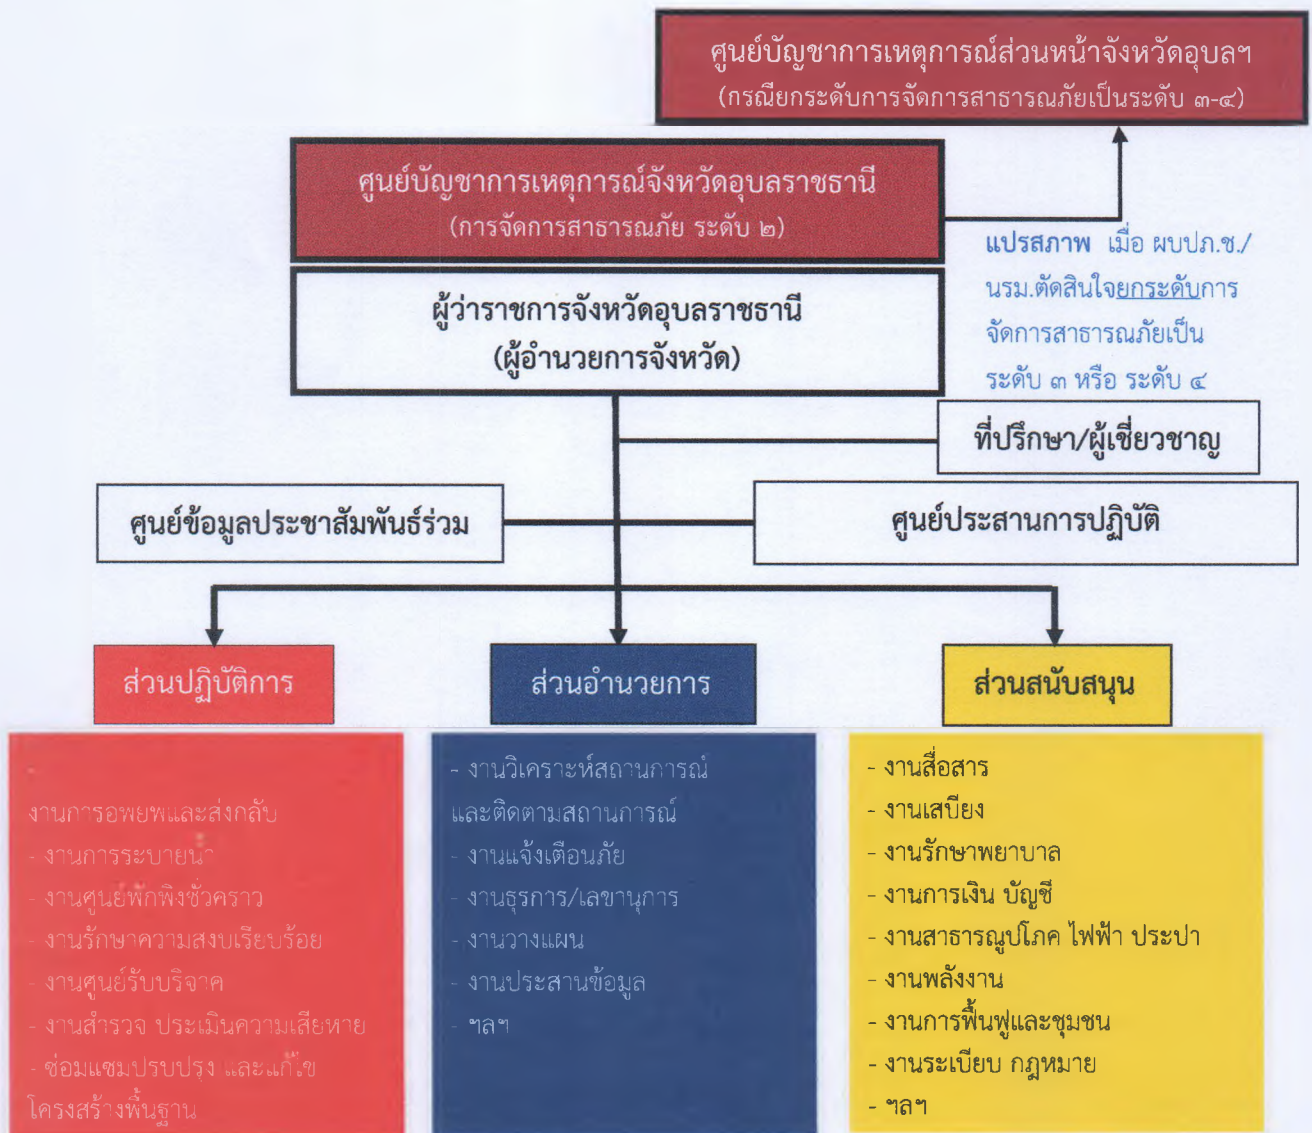 ศูนย์บัญชาการเหตุการณ์ส่วนหน้าจังหวัดอุบลฯ
(กรณียกระดับการจัดการสาธารณภัยเป็นระดับ ๓-๔)
ศูนย์บัญชาการเหตุการณ์จังหวัดอุบลราชธานี
(การจัดการสาธารณภัย ระดับ ๒)
แปรสภาพ เมื่อ ผบปภ.ช./
นรม.ตัดสินใจยกระดับการ
จัดการสาธารณภัยเป็น
ระดับ ๓ หรือ ระดับ ๔
ผู้ว่าราชการจังหวัดอุบลราชธานี
(ผู้อำนวยการจังหวัด)
ที่ปรึกษา/ผู้เชี่ยวชาญ
ศูนย์ข้อมูลประชาสัมพันธ์ร่วม
ศูนย์ประสานการปฏิบัติ
ส่วนปฏิบัติการ
-
งานการอพยพและส่งกลับ
- งานการระบายน้ำ
- งานศูนย์พักพิงชั่วคราว
- งานรักษาความสงบเรียบร้อย
- งานศูนย์รับบริจาค
- งานสำรวจ ประเมินความเสียหาย
- ซ่อมแซมปรับปรุง และแก้ไข
โครงสร้างพื้นฐาน
ส่วนอำนวยการ
- งานวิเคราะห์สถานการณ์
และติดตามสถานการณ์
- งานแจ้งเตือนภัย
- งานธุรการ/เลขานุการ
- งานวางแผน
- งานประสานข้อมูล
- ฯลฯ
ส่วนสนับสนุน
- งานสื่อสาร
- งานเสบียง
- งานรักษาพยาบาล
- งานการเงิน บัญชี
- งานสาธารณูปโภค ไฟฟ้า ประปา
- งานพลังงาน
- งานการฟื้นฟูและชุมชน
- งานระเบียบ กฎหมาย
- ฯลฯ